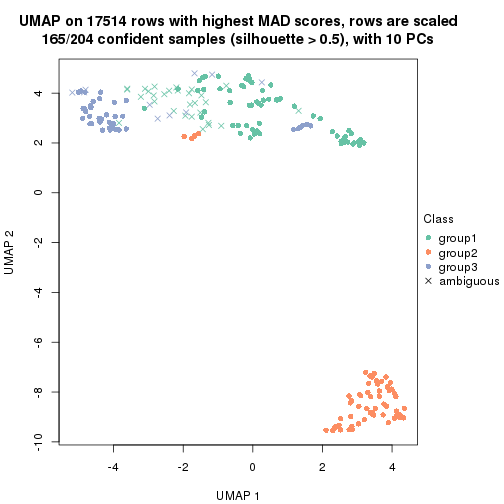 UMAP on 17514 rows with highest MAD scores, rows are scaled
165/204 confident samples (silhouette > 0.5), with 10 PCs
4
2
0
-2
-4
-6
-8
-10
UMAP 2
-4
-2
0
2
4
UMAP 1
Class
group1
group2
group3
ambiguous